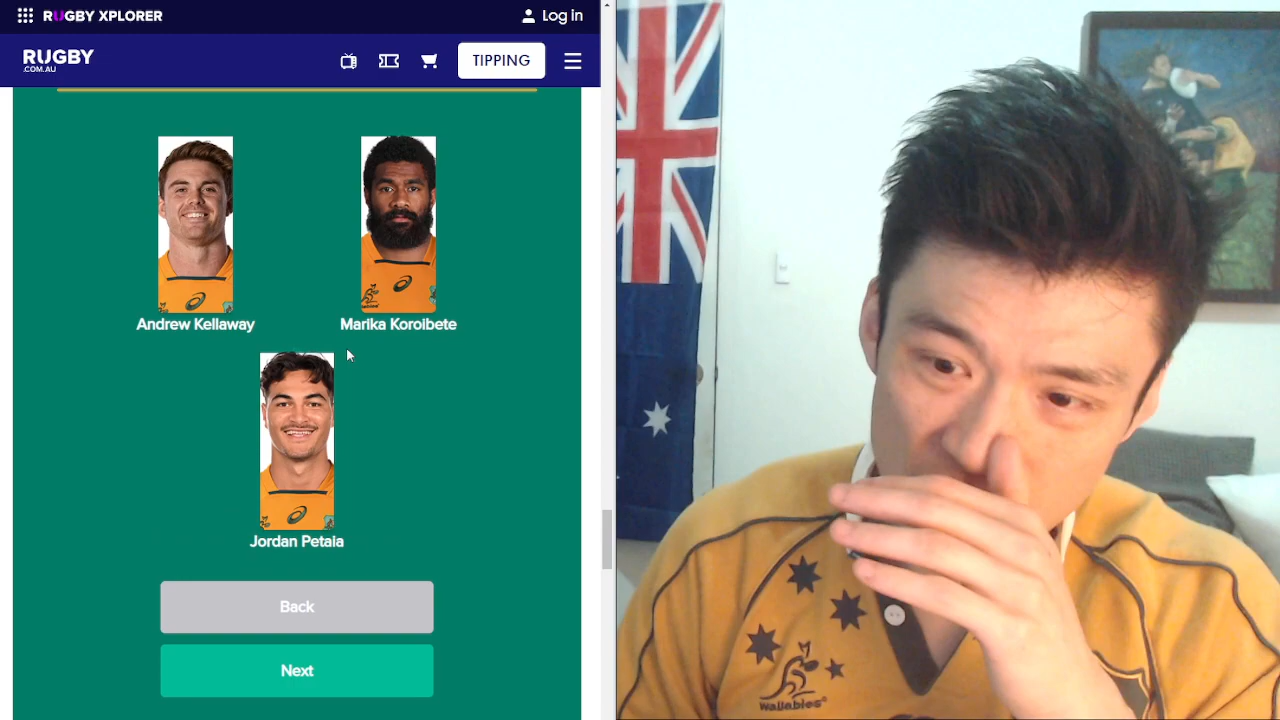 RUGBY XPLORER
Log in
RUGBY
.COM.AU
TIPPING
Andrew Kellaway
Marika Koroibete
Jordan Petaia
Back
Next
wallabies